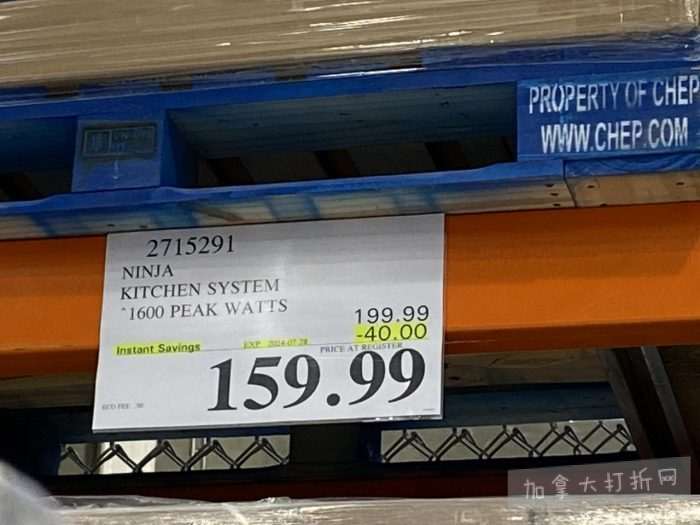 PROPERTY OF CHEP
WWW.CHEP.COM
2715291
NINJA
KITCHEN SYSTEM
^1600 PEAK WATTS
199.99
-40.00
Instant Savings
EXP. 2024-07-28
PRICE AT REGISTER
159.99
加拿大打折网